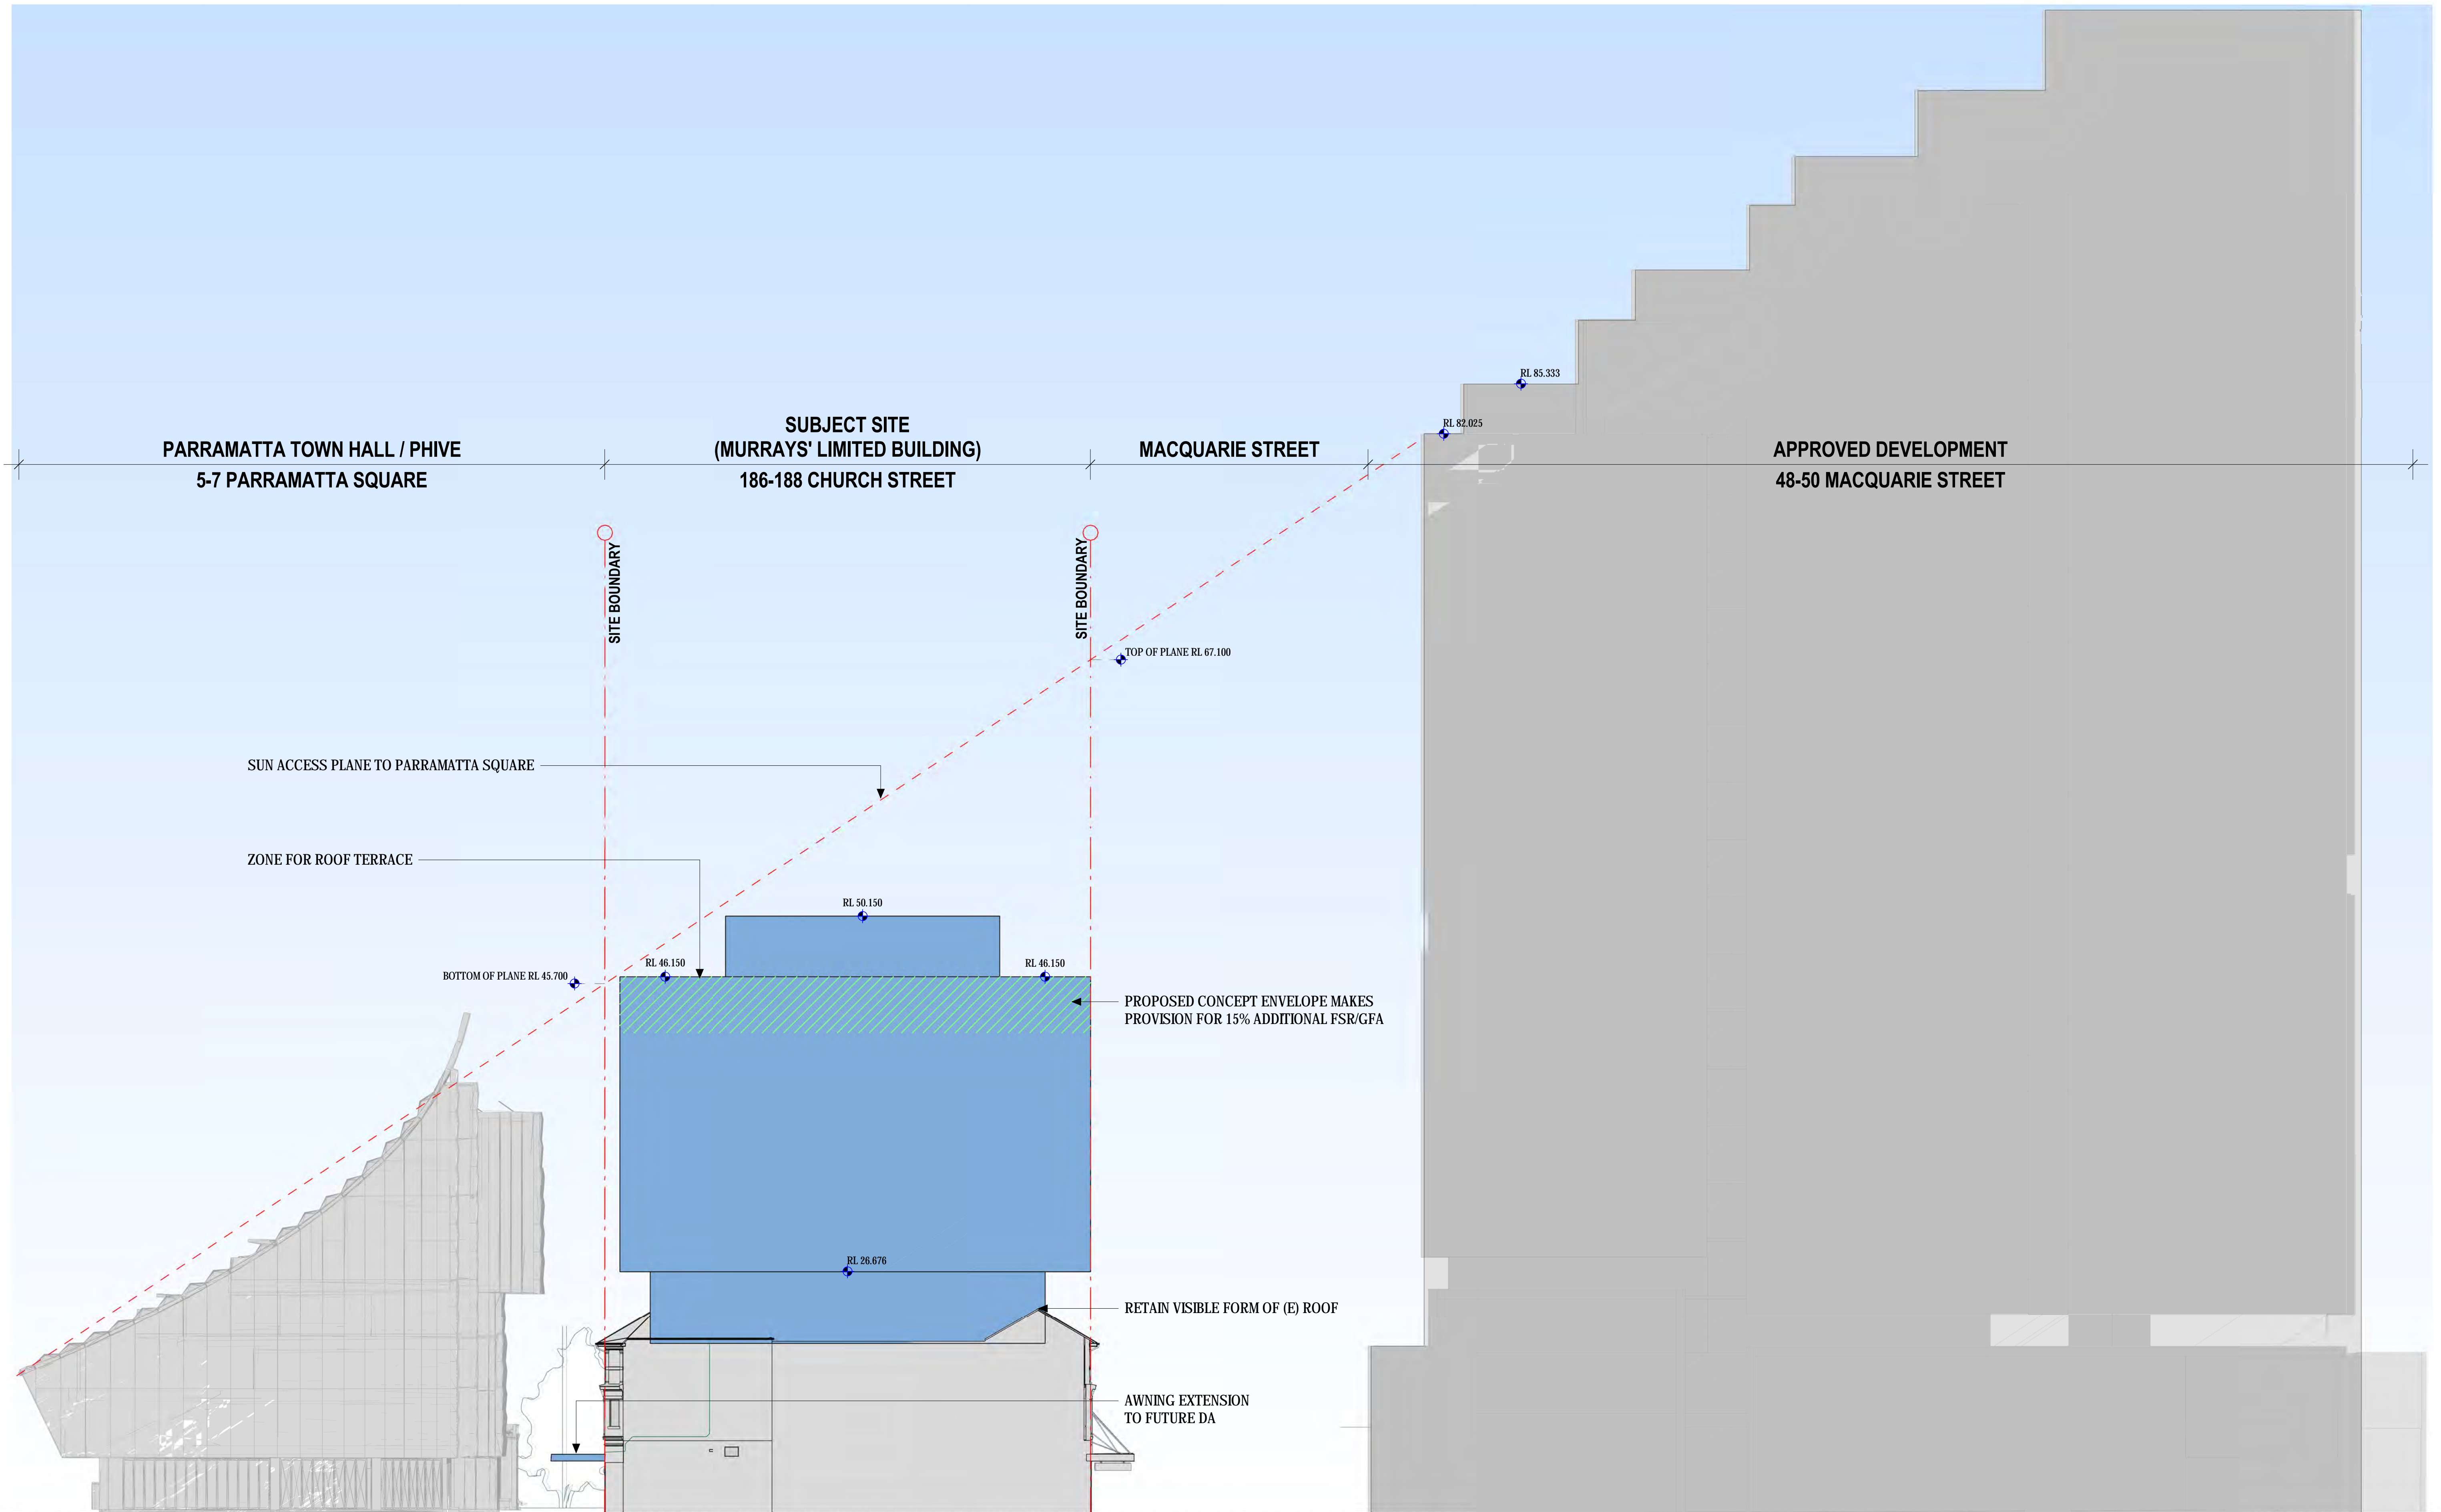 RL 85.333
RL 82.025
PARRAMATTA TOWN HALL / PHIVE
5-7 PARRAMATTA SQUARE
SUBJECT SITE
(MURRAYS' LIMITED BUILDING)
186-188 CHURCH STREET
MACQUARIE STREET
APPROVED DEVELOPMENT
48-50 MACQUARIE STREET
SITE BOUNDARY
SITE BOUNDARY
TOP OF PLANE RL 67.100
SUN ACCESS PLANE TO PARRAMATTA SQUARE
ZONE FOR ROOF TERRACE
RL 50.150
RL 46.150
RL 46.150
BOTTOM OF PLANE RL 45.700
PROPOSED CONCEPT ENVELOPE MAKES
PROVISION FOR 15% ADDITIONAL FSR/GFA
RL 26.676
RETAIN VISIBLE FORM OF (E) ROOF
AWNING EXTENSION
TO FUTURE DA